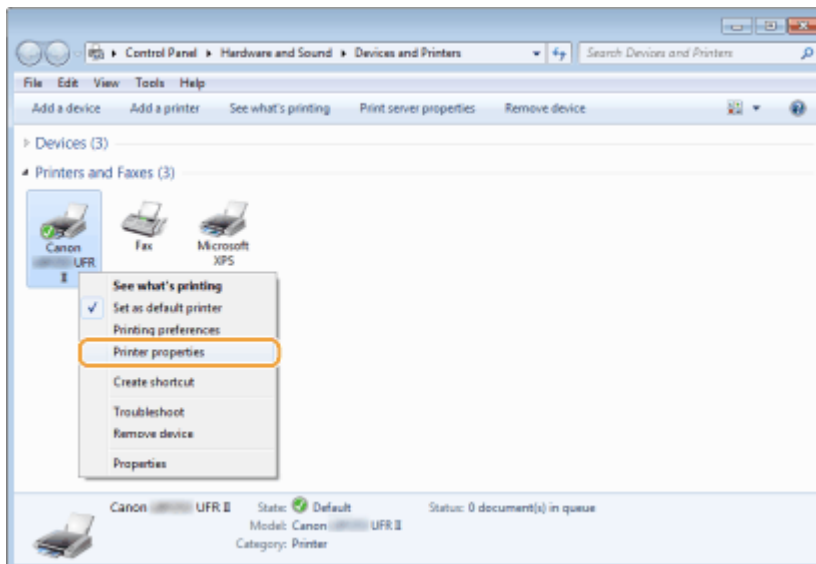 Control Panel ▸ Hardware and Sound ▸ Devices and Printers
Search Devices and Printers
File Edit View Tools Help
Add a device Add a printer See what's printing Print server properties Remove device
Devices (3)
Printers and Faxes (3)
Canon
UFR
II
Fax
Microsoft
XPS
See what's printing
Set as default printer
Printing preferences
Printer properties
Create shortcut
Troubleshoot
Remove device
Properties
Canon UFR II State: Default Status: 0 document(s) in queue
Model: Canon UFR II
Category: Printer